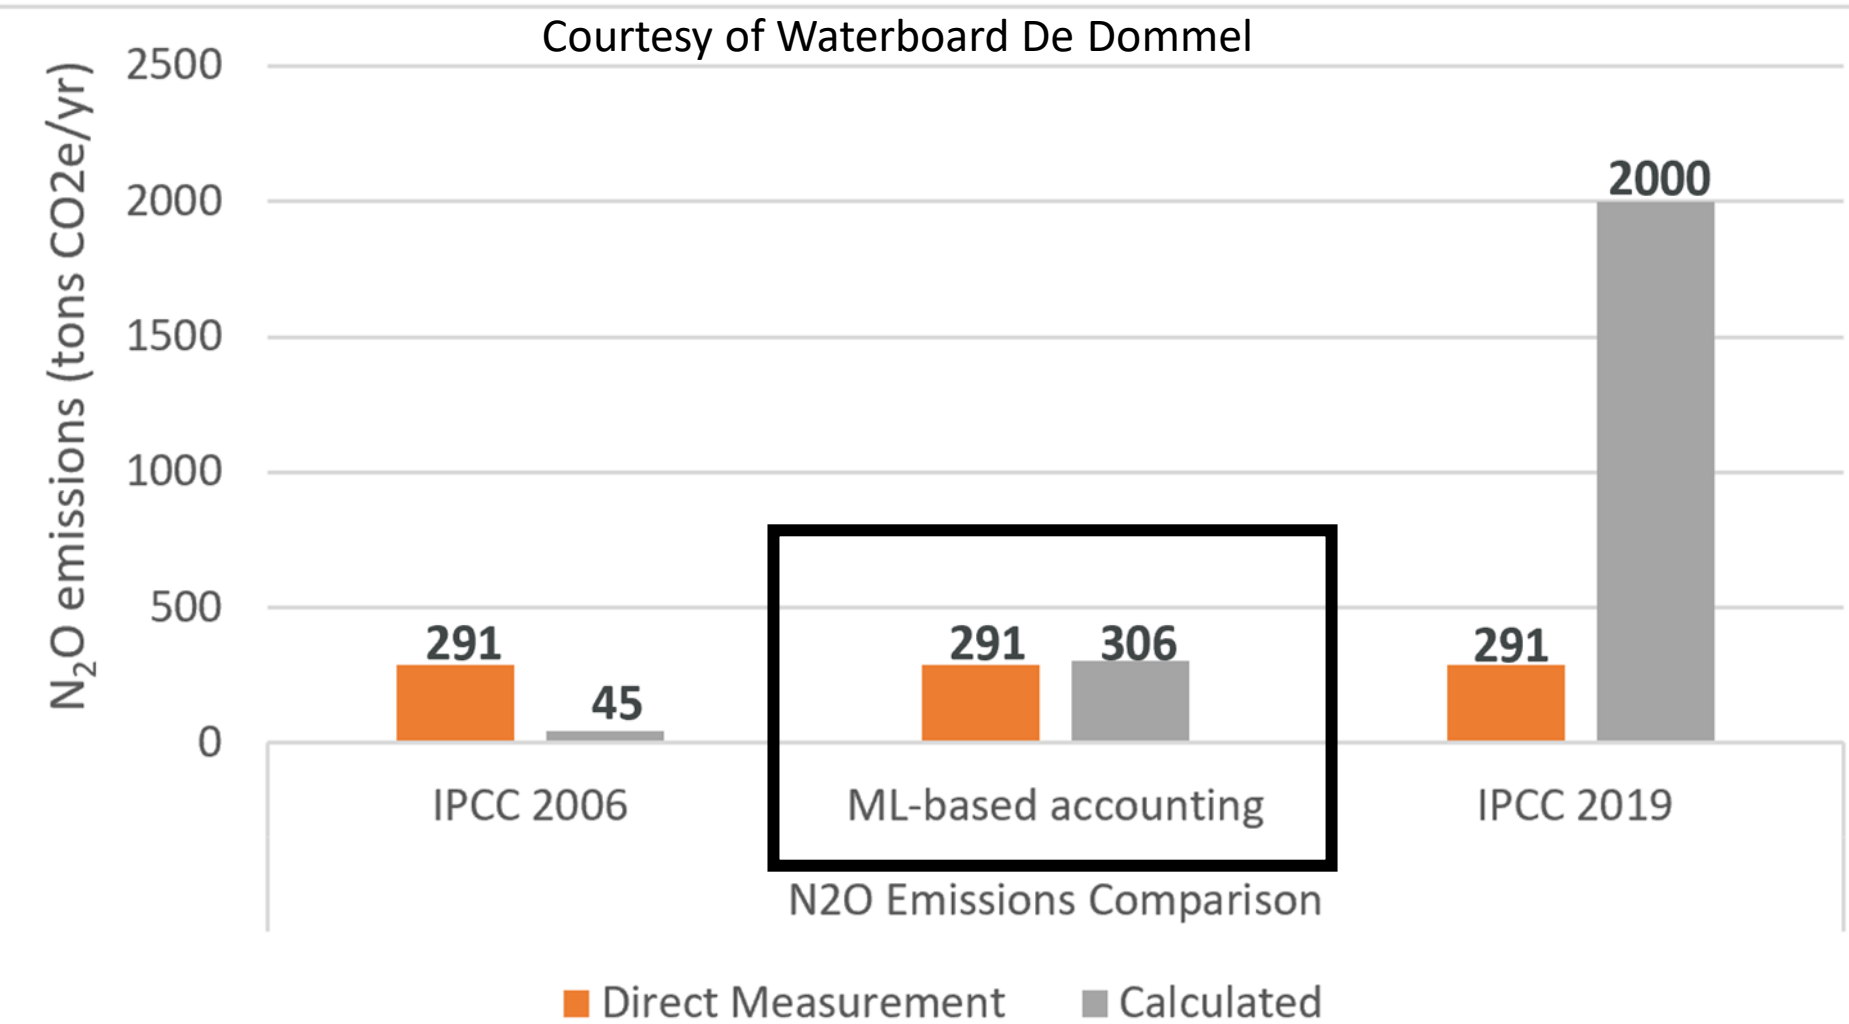 Courtesy of Waterboard De Dommel
N₂O emissions (tons CO2e/yr)
2500
2000
1500
1000
500
0
291
45
291
306
291
2000
IPCC 2006
ML-based accounting
IPCC 2019
N2O Emissions Comparison
Direct Measurement
Calculated